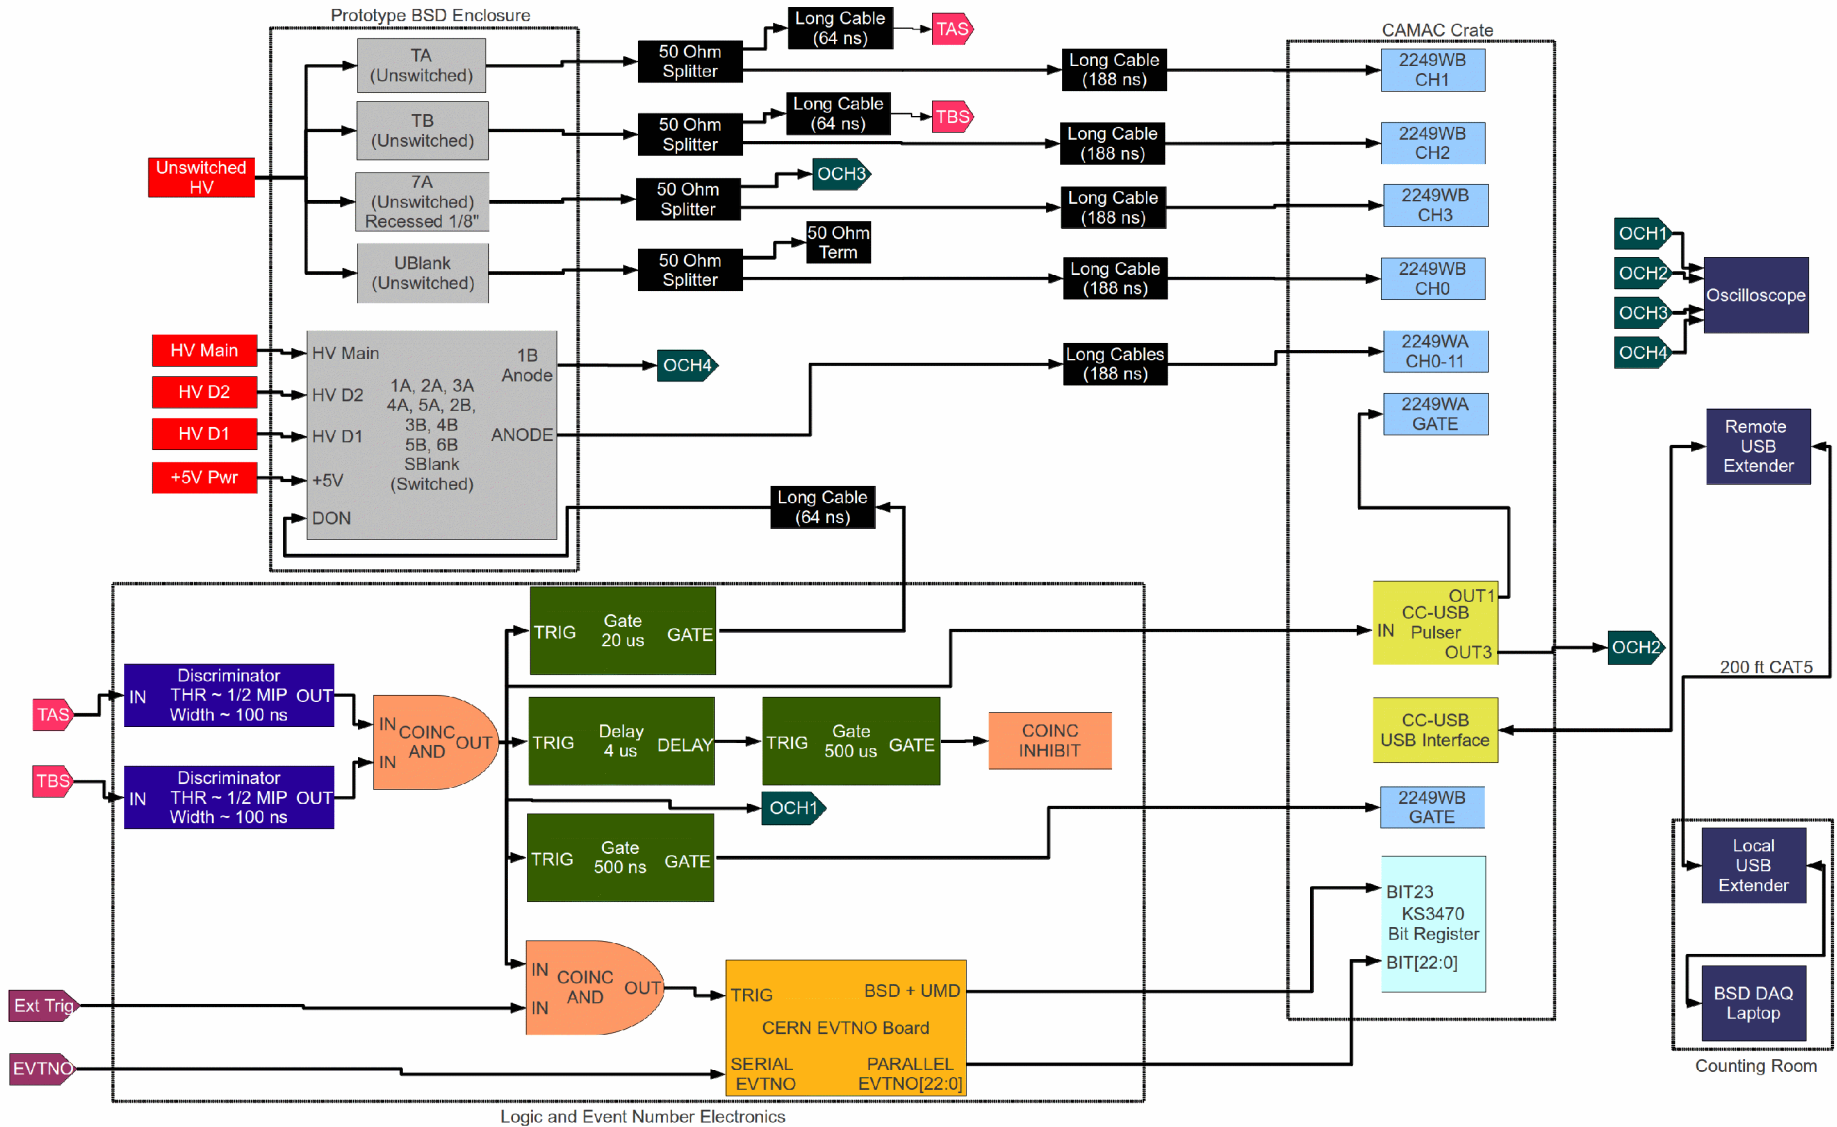 Prototype BSD Enclosure
TA
(Unswitched)
TB
(Unswitched)
7A
(Unswitched)
Recessed 1/8"
UBlank
(Unswitched)
Unswitched
HV
HV Main
HV D2
HV D1
+5V Pwr
HV Main
HV D2
HV D1
+5V
DON
1A, 2A, 3A
4A, 5A, 2B,
3B, 4B
5B, 6B
SBlank
(Switched)
1B
Anode
ANODE
50 Ohm
Splitter
50 Ohm
Splitter
50 Ohm
Splitter
50 Ohm
Splitter
Long Cable
(64 ns)
TAS
Long Cable
(64 ns)
TBS
OCH3
50 Ohm
Term
OCH4
Long Cable
(188 ns)
Long Cable
(188 ns)
Long Cable
(188 ns)
Long Cable
(188 ns)
Long Cables
(188 ns)
Long Cable
(64 ns)
CAMAC Crate
2249WB
CH1
2249WB
CH2
2249WB
CH3
2249WB
CH0
2249WA
CH0-11
2249WA
GATE
OUT1
CC-USB
Pulser
IN
OUT3
CC-USB
USB Interface
2249WB
GATE
BIT23
KS3470
Bit Register
BIT[22:0]
OCH1
OCH2
OCH3
OCH4
Oscilloscope
Remote
USB
Extender
OCH2
200 ft CAT5
Local
USB
Extender
BSD DAQ
Laptop
Counting Room
TAS
TBS
Discriminator
IN THR ~ 1/2 MIP OUT
Width ~ 100 ns
Discriminator
IN THR ~ 1/2 MIP OUT
Width ~ 100 ns
IN
IN
COINC
AND
OUT
TRIG
Gate
20 us
GATE
TRIG
Delay
4 us
DELAY
TRIG
Gate
500 us
GATE
COINC
INHIBIT
OCH1
TRIG
Gate
500 ns
GATE
Ext Trig
EVTNO
IN
IN
COINC
AND
OUT
TRIG
BSD + UMD
CERN EVTNO Board
SERIAL
EVTNO
PARALLEL
EVTNO[22:0]
Logic and Event Number Electronics